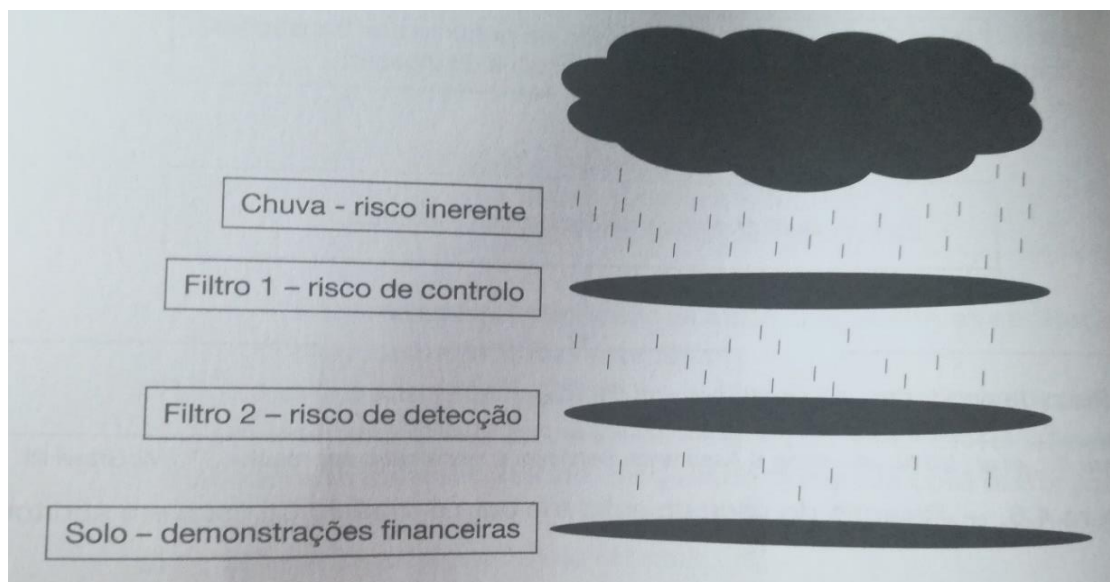 Chuva - risco inerente
Filtro 1 – risco de controlo
Filtro 2 – risco de detecção
Solo – demonstrações financeiras